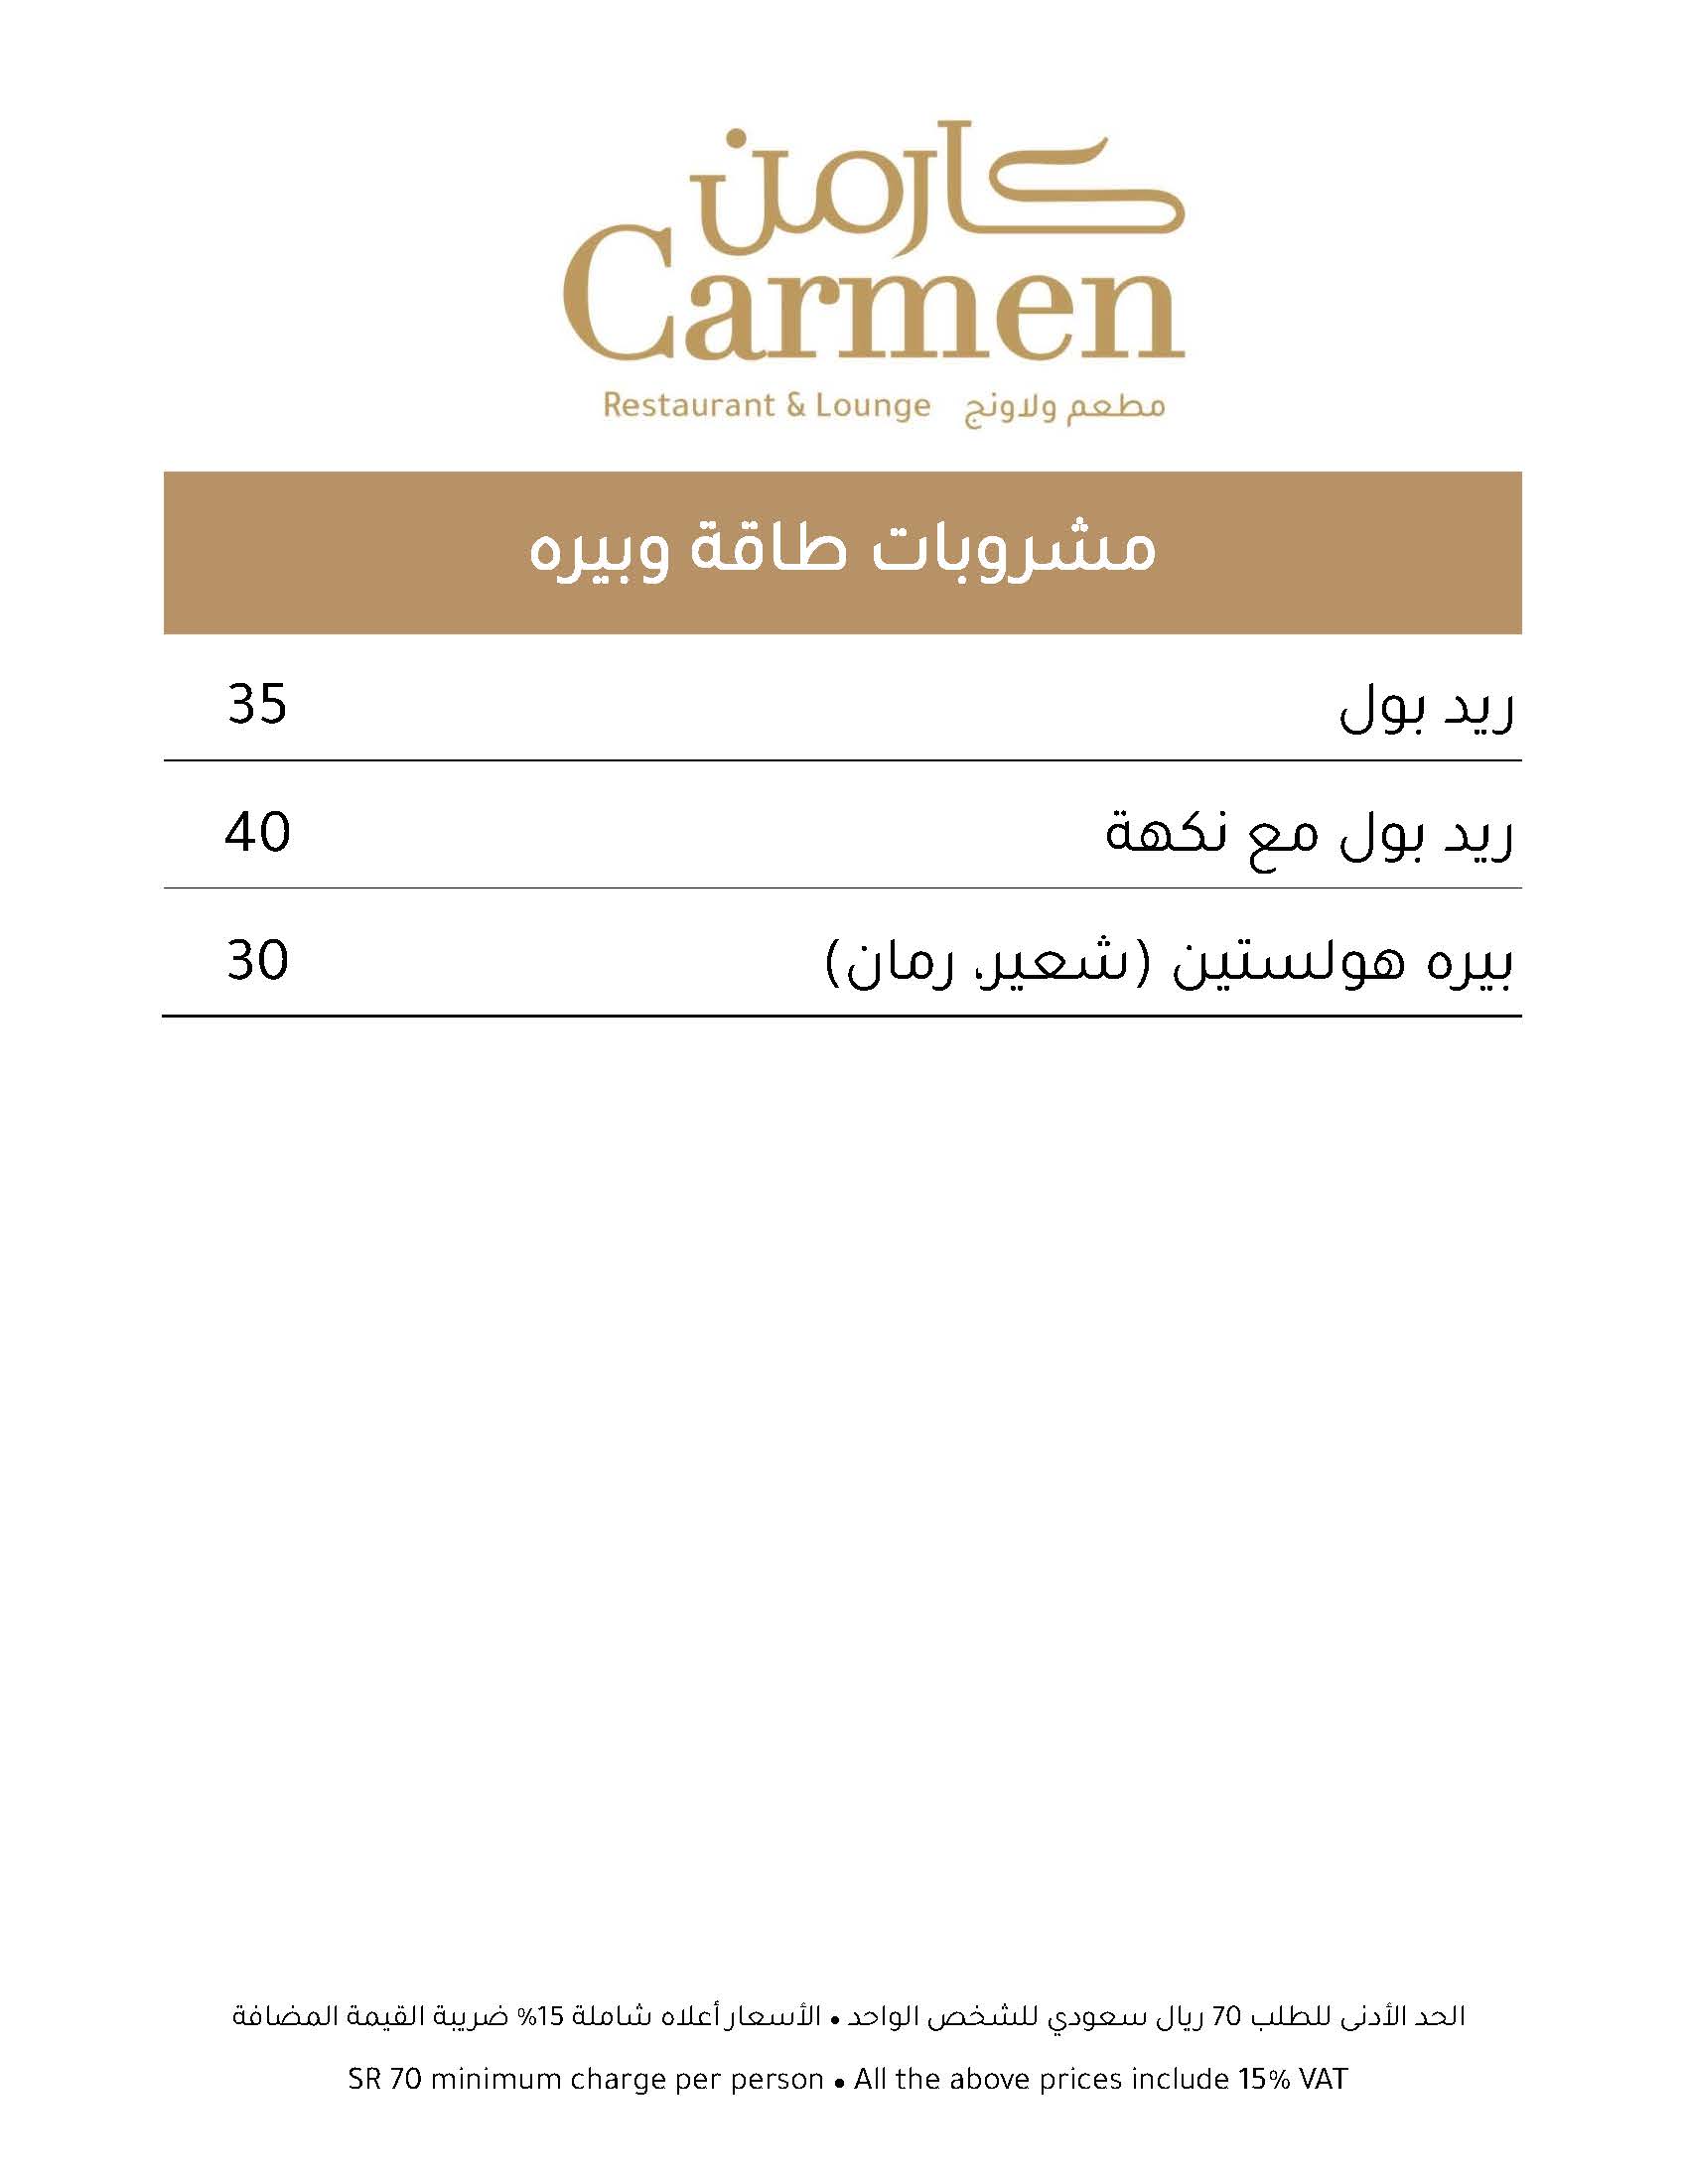 كارمن
Carmen
Restaurant & Lounge مطعم ولاونج
مشروبات طاقة وبيره
ريد بول 35
ريد بول مع نكهة 40
بيره هولستين (شعير، رمان) 30
الحد الأدنى للطلب 70 ريال سعودي للشخص الواحد • الأسعار أعلاه شاملة 15% ضريبة القيمة المضافة
SR 70 minimum charge per person • All the above prices include 15% VAT